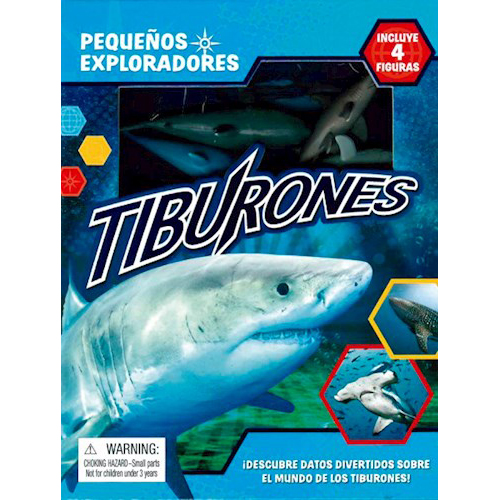 PEQUEÑOS
EXPLORADORES
INCLUYE
4
FIGURAS
TIBURONES
WARNING:
CHOKING HAZARD–Small parts
Not for children under 3 years
¡DESCUBRE DATOS DIVERTIDOS SOBRE
EL MUNDO DE LOS TIBURONES!